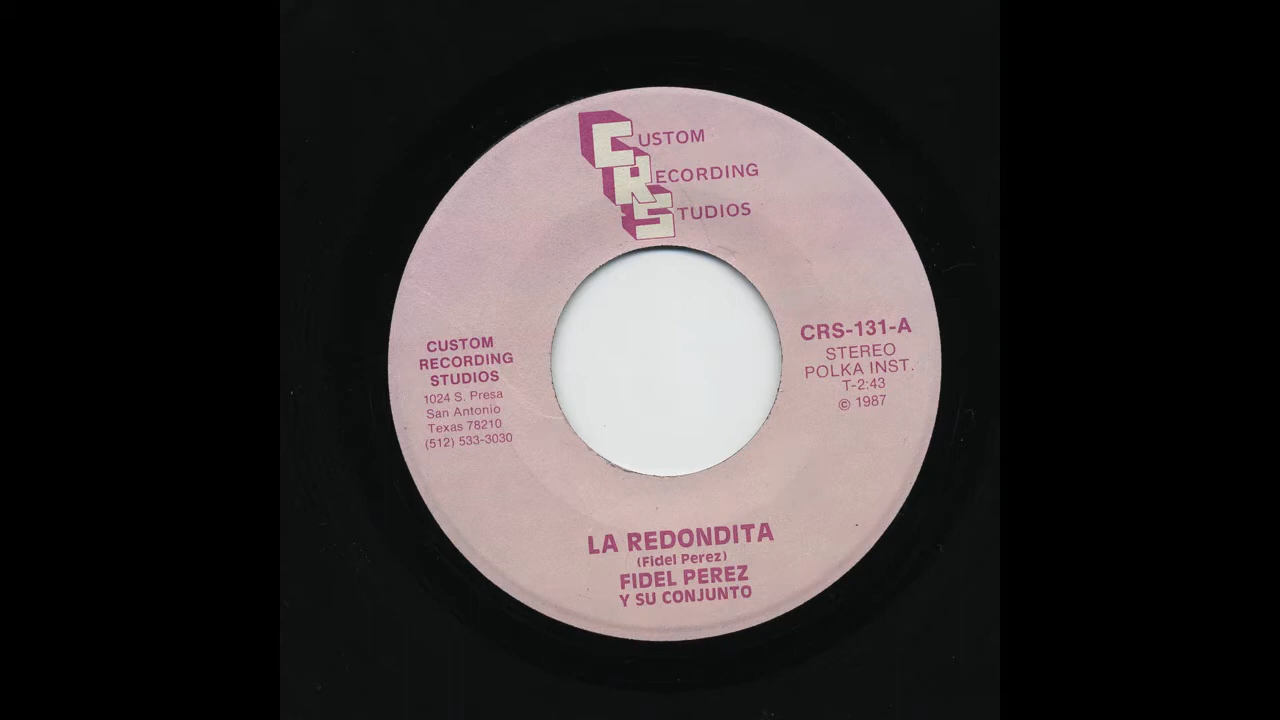 CUSTOM
RECORDING
STUDIOS
CUSTOM
RECORDING
STUDIOS
1024 S. Presa
San Antonio
Texas 78210
(512) 533-3030
CRS-131-A
STEREO
POLKA INST.
T-2:43
© 1987
LA REDONDITA
(Fidel Perez)
FIDEL PEREZ
Y SU CONJUNTO